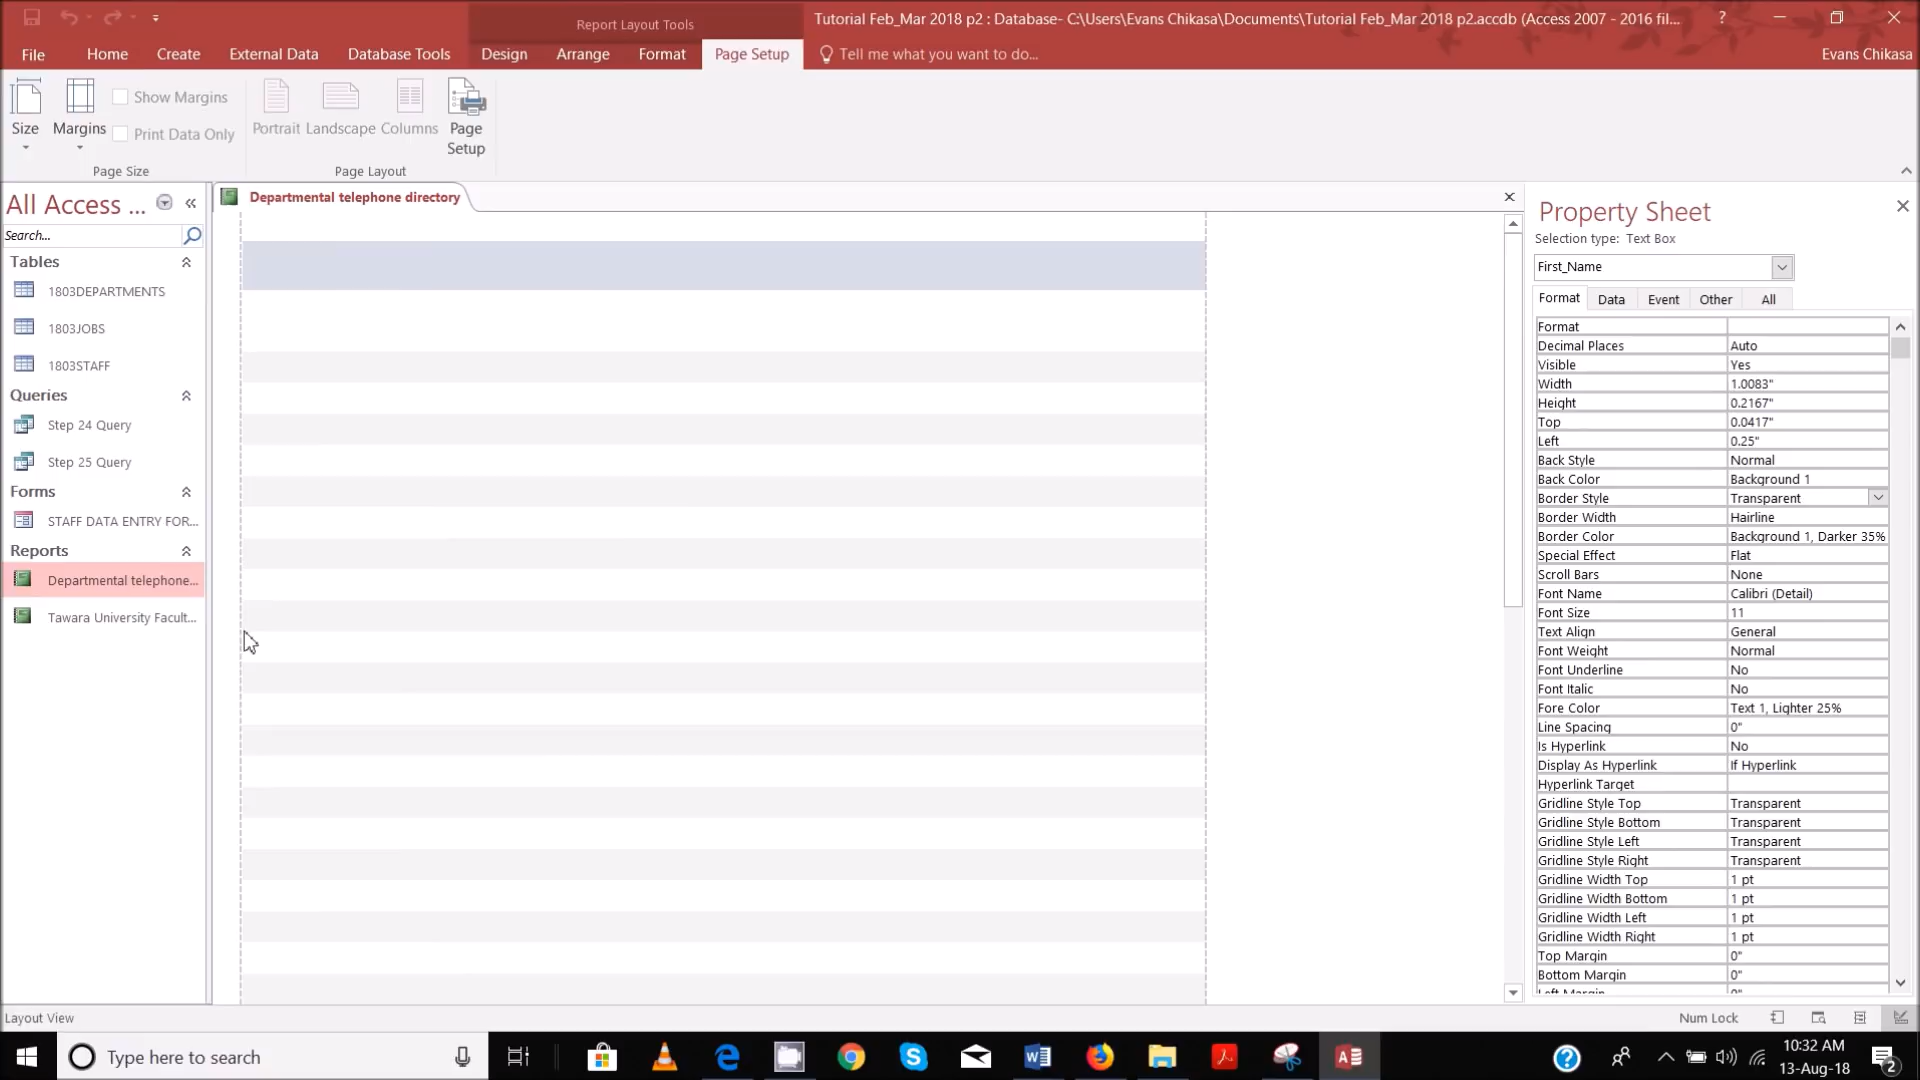 Report Layout Tools
Tutorial Feb_Mar 2018 p2 : Database- C:\Users\Evans Chikasa\Documents\Tutorial Feb_Mar 2018 p2.accdb (Access 2007 - 2016 fil...
File Home Create External Data Database Tools Design Arrange Format Page Setup Tell me what you want to do... Evans Chikasa
Show Margins
Size Margins Print Data Only Portrait Landscape Columns Page Setup
Page Size Page Layout
All Access ...
Search...
Tables
1803DEPARTMENTS
1803JOBS
1803STAFF
Queries
Step 24 Query
Step 25 Query
Forms
STAFF DATA ENTRY FOR...
Reports
Departmental telephone...
Tawara University Facult...
Departmental telephone directory
Property Sheet
Selection type: Text Box
First_Name
Format Data Event Other All
Format
Decimal Places Auto
Visible Yes
Width 1.0083"
Height 0.2167"
Top 0.0417"
Left 0.25"
Back Style Normal
Back Color Background 1
Border Style Transparent
Border Width Hairline
Border Color Background 1, Darker 35%
Special Effect Flat
Scroll Bars None
Font Name Calibri (Detail)
Font Size 11
Text Align General
Font Weight Normal
Font Underline No
Font Italic No
Fore Color Text 1, Lighter 25%
Line Spacing 0"
Is Hyperlink No
Display As Hyperlink If Hyperlink
Hyperlink Target
Gridline Style Top Transparent
Gridline Style Bottom Transparent
Gridline Style Left Transparent
Gridline Style Right Transparent
Gridline Width Top 1 pt
Gridline Width Bottom 1 pt
Gridline Width Left 1 pt
Gridline Width Right 1 pt
Top Margin 0"
Bottom Margin 0"
Left Margin 0"
Layout View Num Lock
Type here to search
10:32 AM
13-Aug-18
2